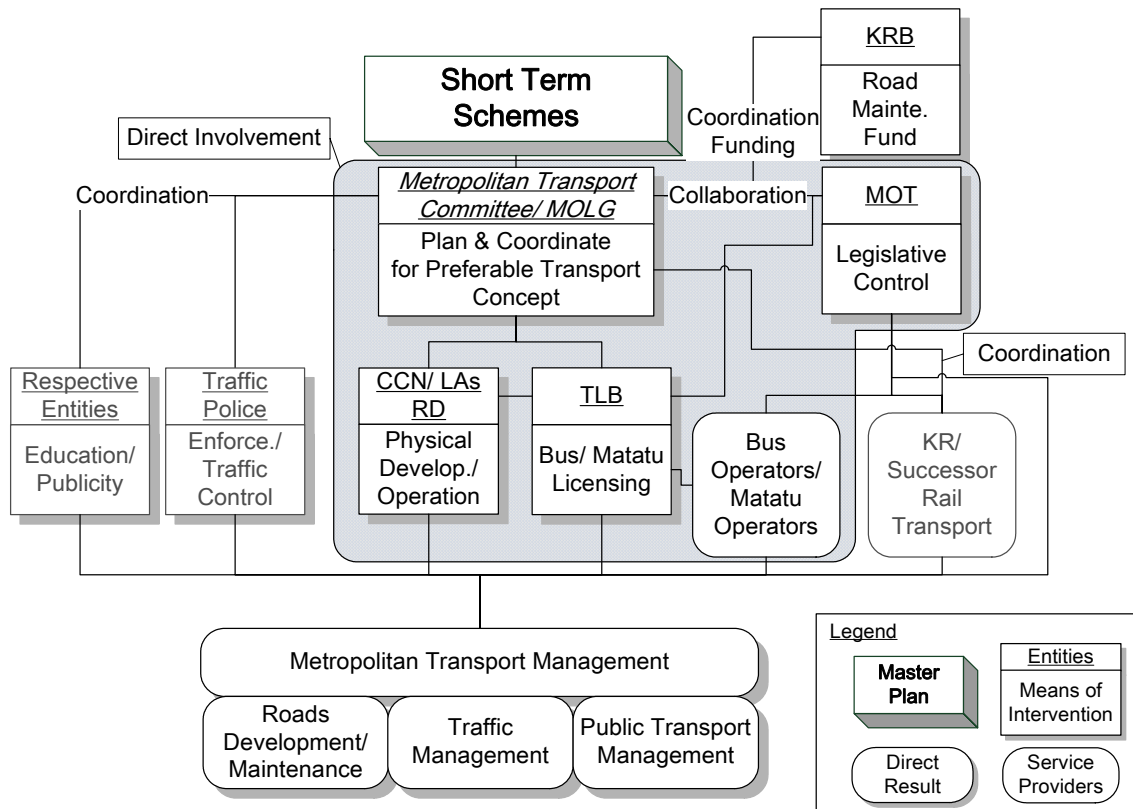 KRB
Road
Mainte.
Fund
Short Term
Schemes
Coordination
Funding
Direct Involvement
Coordination
Metropolitan Transport
Committee/ MOLG
Plan & Coordinate
for Preferable Transport
Concept
Collaboration
MOT
Legislative
Control
Coordination
Respective
Entities
Education/
Publicity
Traffic
Police
Enforce./
Traffic
Control
CCN/ LAs
RD
Physical
Develop./
Operation
TLB
Bus/ Matatu
Licensing
Bus
Operators/
Matatu
Operators
KR/
Successor
Rail
Transport
Metropolitan Transport Management
Roads
Development/
Maintenance
Traffic
Management
Public Transport
Management
Legend
Master
Plan
Entities
Means of
Intervention
Direct
Result
Service
Providers